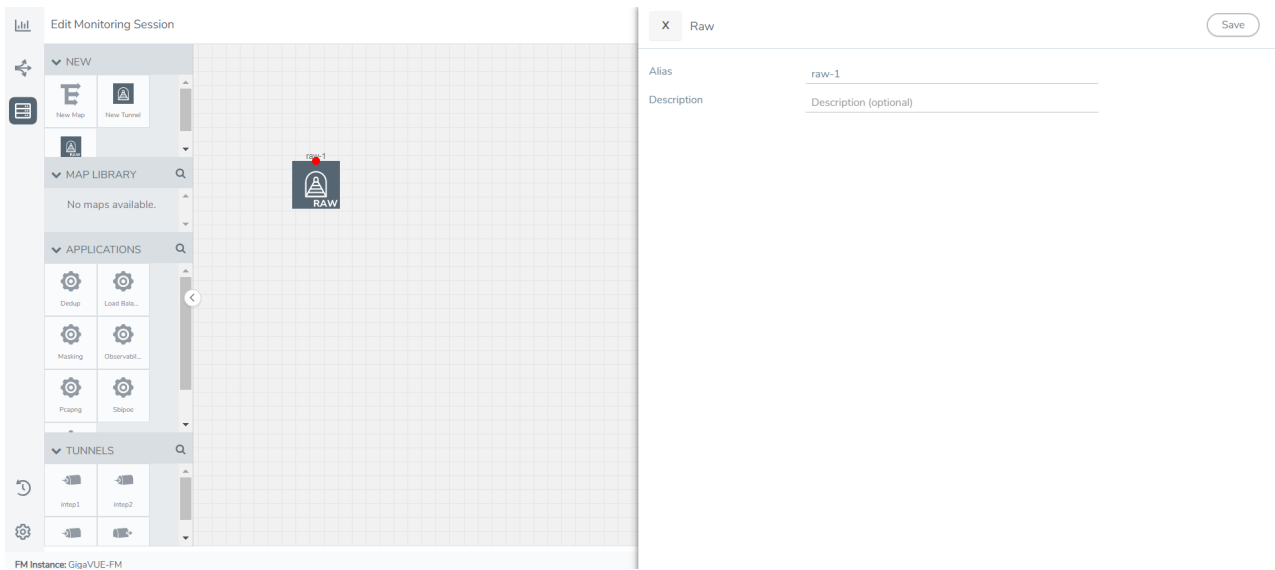 Edit Monitoring Session
X Raw
Save
NEW
New Map
New Tunnel
RAW
MAP LIBRARY
No maps available.
APPLICATIONS
Dedup
Load Bala...
Masking
Observabil...
Pcapng
Sbipoe
TUNNELS
intep1
intep2
raw-1
RAW
Alias
raw-1
Description
Description (optional)
FM Instance: GigaVUE-FM